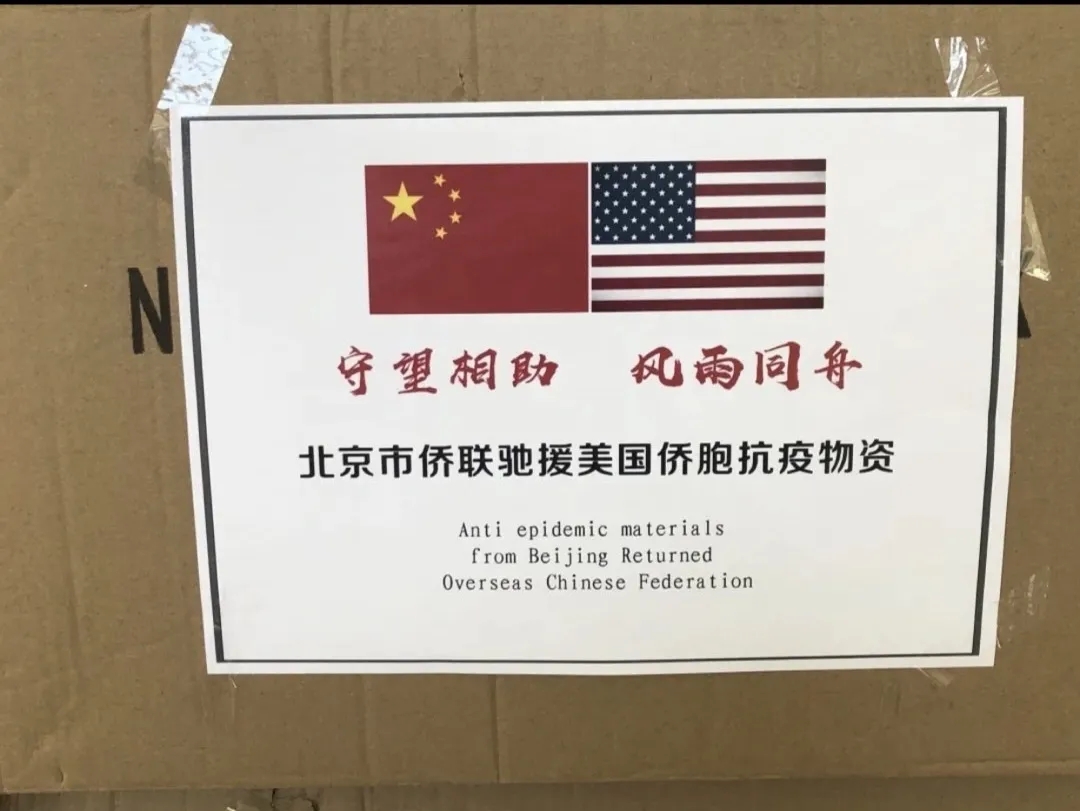 守望相助 风雨同舟
北京市侨联驰援美国侨胞抗疫物资
Anti epidemic materials
from Beijing Returned
Overseas Chinese Federation